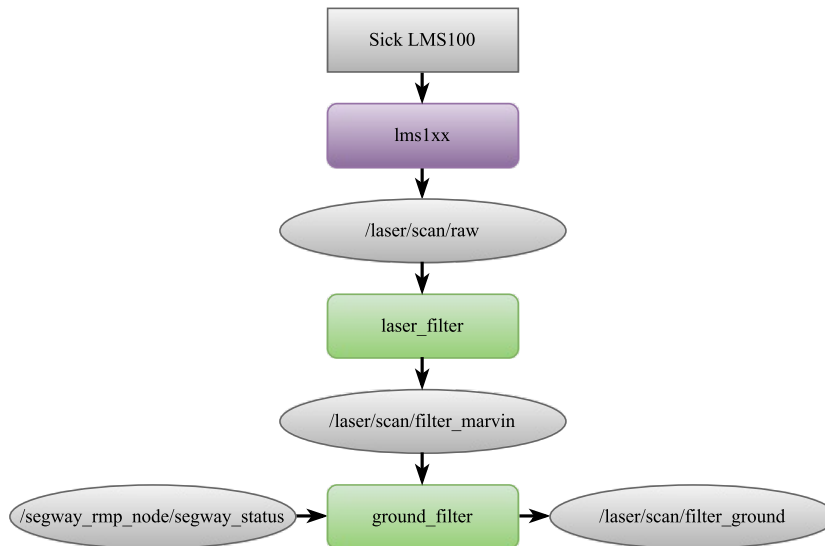 Sick LMS100
lms1xx
/laser/scan/raw
laser_filter
/laser/scan/filter_marvin
/segway_rmp_node/segway_status
ground_filter
/laser/scan/filter_ground